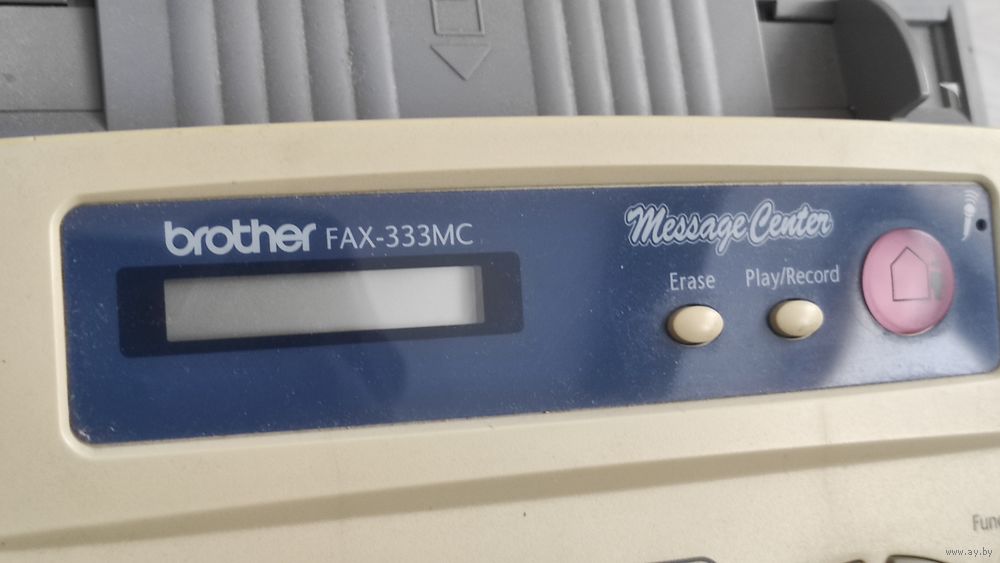 brother FAX-333MC
Message Center
Erase
Play/Record
www.ay.by